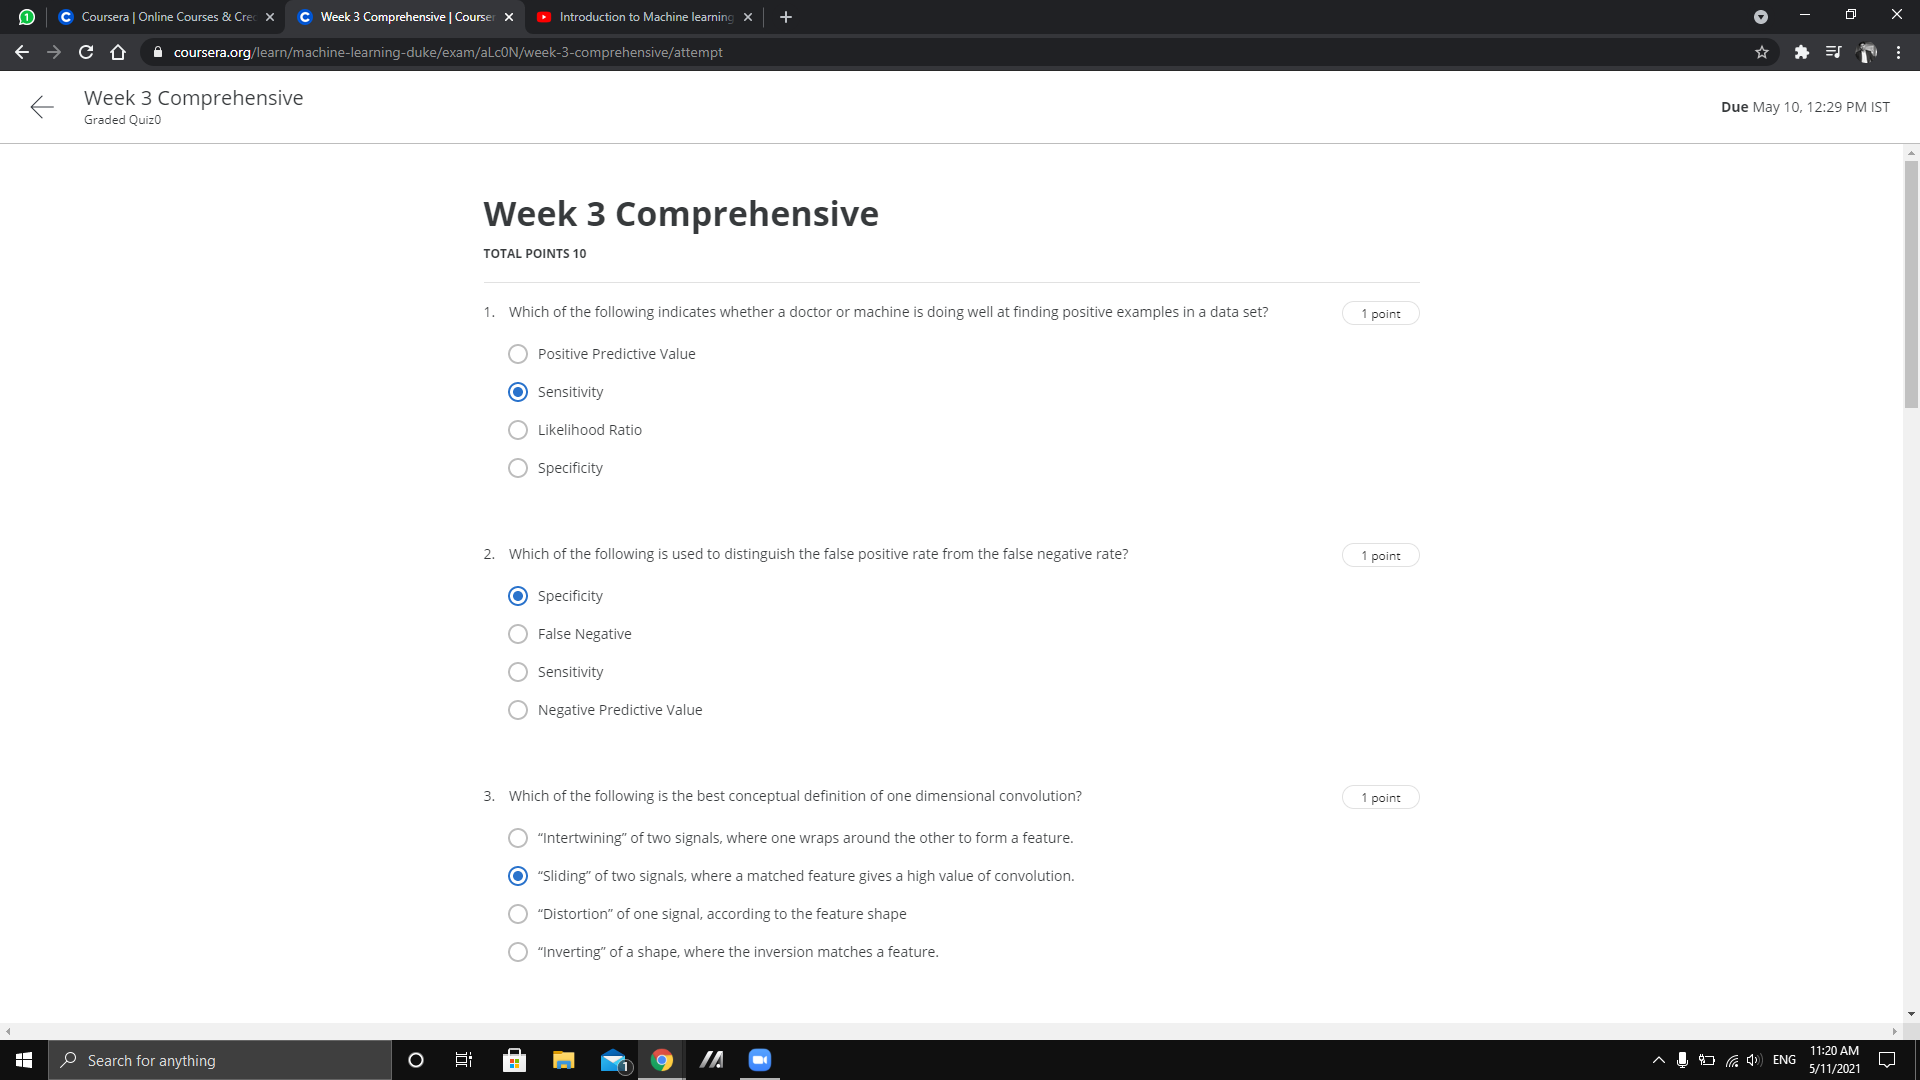 1
Coursera | Online Courses & Cre
Week 3 Comprehensive | Courser
Introduction to Machine learning
coursera.org/learn/machine-learning-duke/exam/aLc0N/week-3-comprehensive/attempt
Week 3 Comprehensive
Graded Quiz0
Due May 10, 12:29 PM IST
Week 3 Comprehensive
TOTAL POINTS 10
1. Which of the following indicates whether a doctor or machine is doing well at finding positive examples in a data set?
1 point
Positive Predictive Value
Sensitivity
Likelihood Ratio
Specificity
2. Which of the following is used to distinguish the false positive rate from the false negative rate?
1 point
Specificity
False Negative
Sensitivity
Negative Predictive Value
3. Which of the following is the best conceptual definition of one dimensional convolution?
1 point
“Intertwining” of two signals, where one wraps around the other to form a feature.
“Sliding” of two signals, where a matched feature gives a high value of convolution.
“Distortion” of one signal, according to the feature shape
“Inverting” of a shape, where the inversion matches a feature.
Search for anything
1
ENG
11:20 AM
5/11/2021